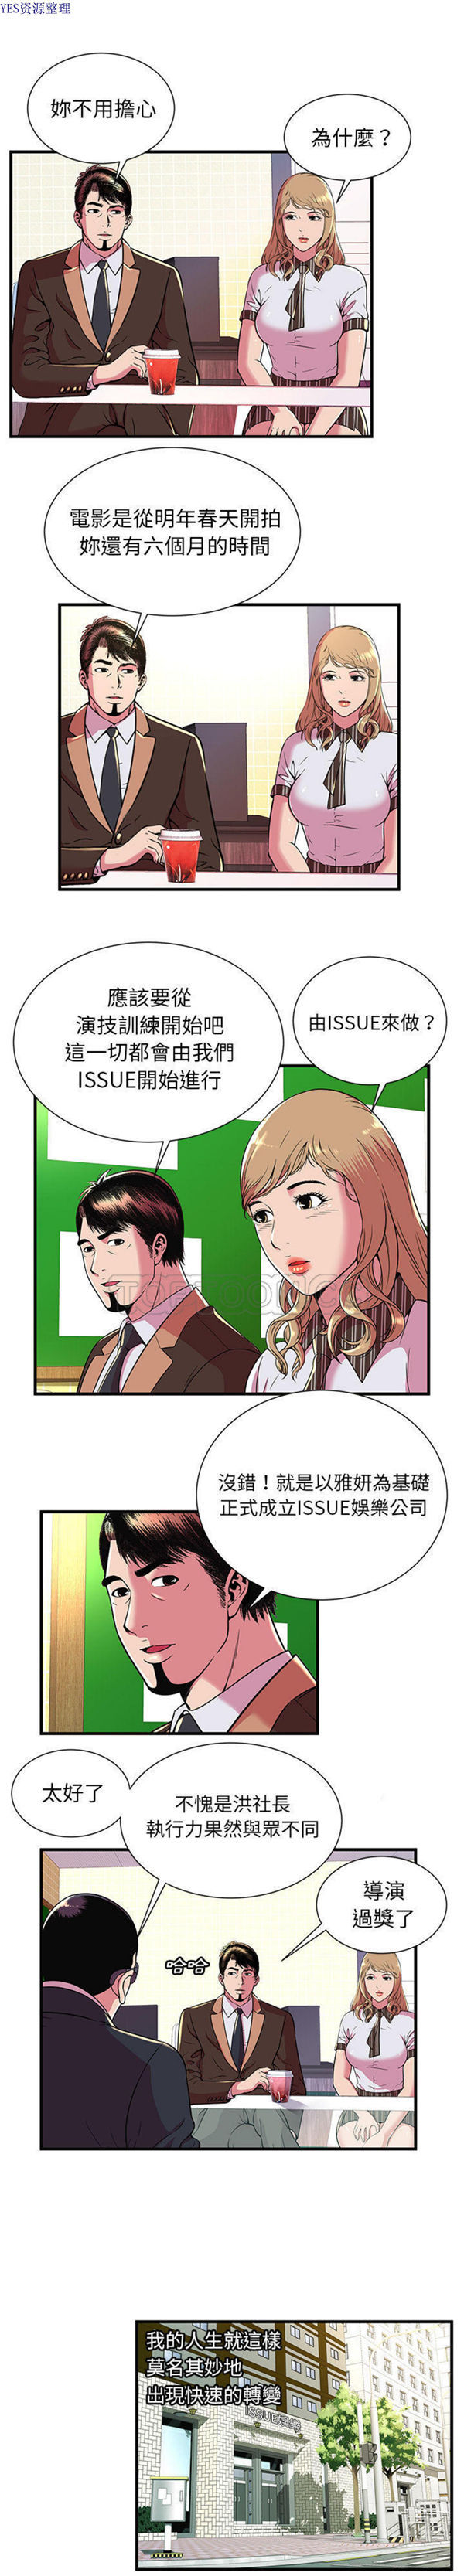 YES资源整理
妳不用擔心
為什麼？
電影是從明年春天開拍
妳還有六個月的時間
應該要從
演技訓練開始吧
這一切都會由我們
ISSUE開始進行
由ISSUE來做？
沒錯！就是以雅妍為基礎
正式成立ISSUE娛樂公司
太好了
不愧是洪社長
執行力果然與眾不同
導演
過獎了
哈哈
我的人生就這樣
莫名其妙地
出現快速的轉變
ISSUE娛樂